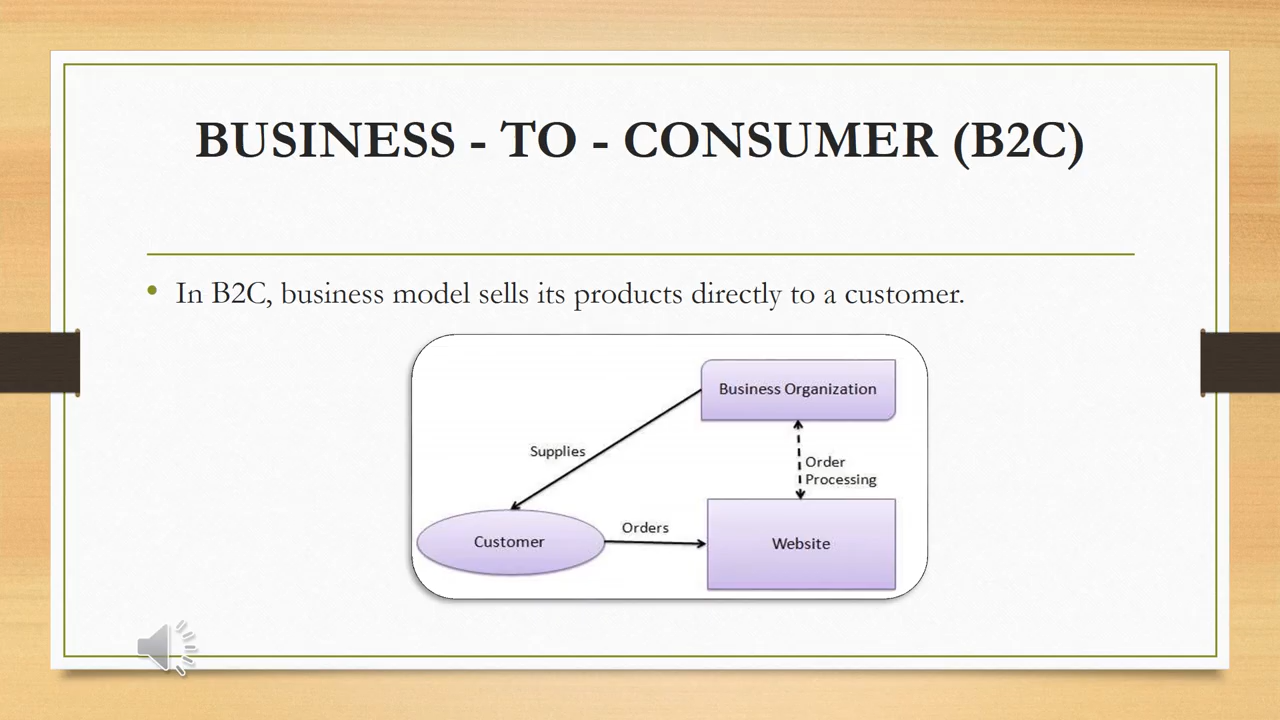 BUSINESS - TO - CONSUMER (B2C)
• In B2C, business model sells its products directly to a customer.
Business Organization
Supplies
Order
Processing
Orders
Customer
Website